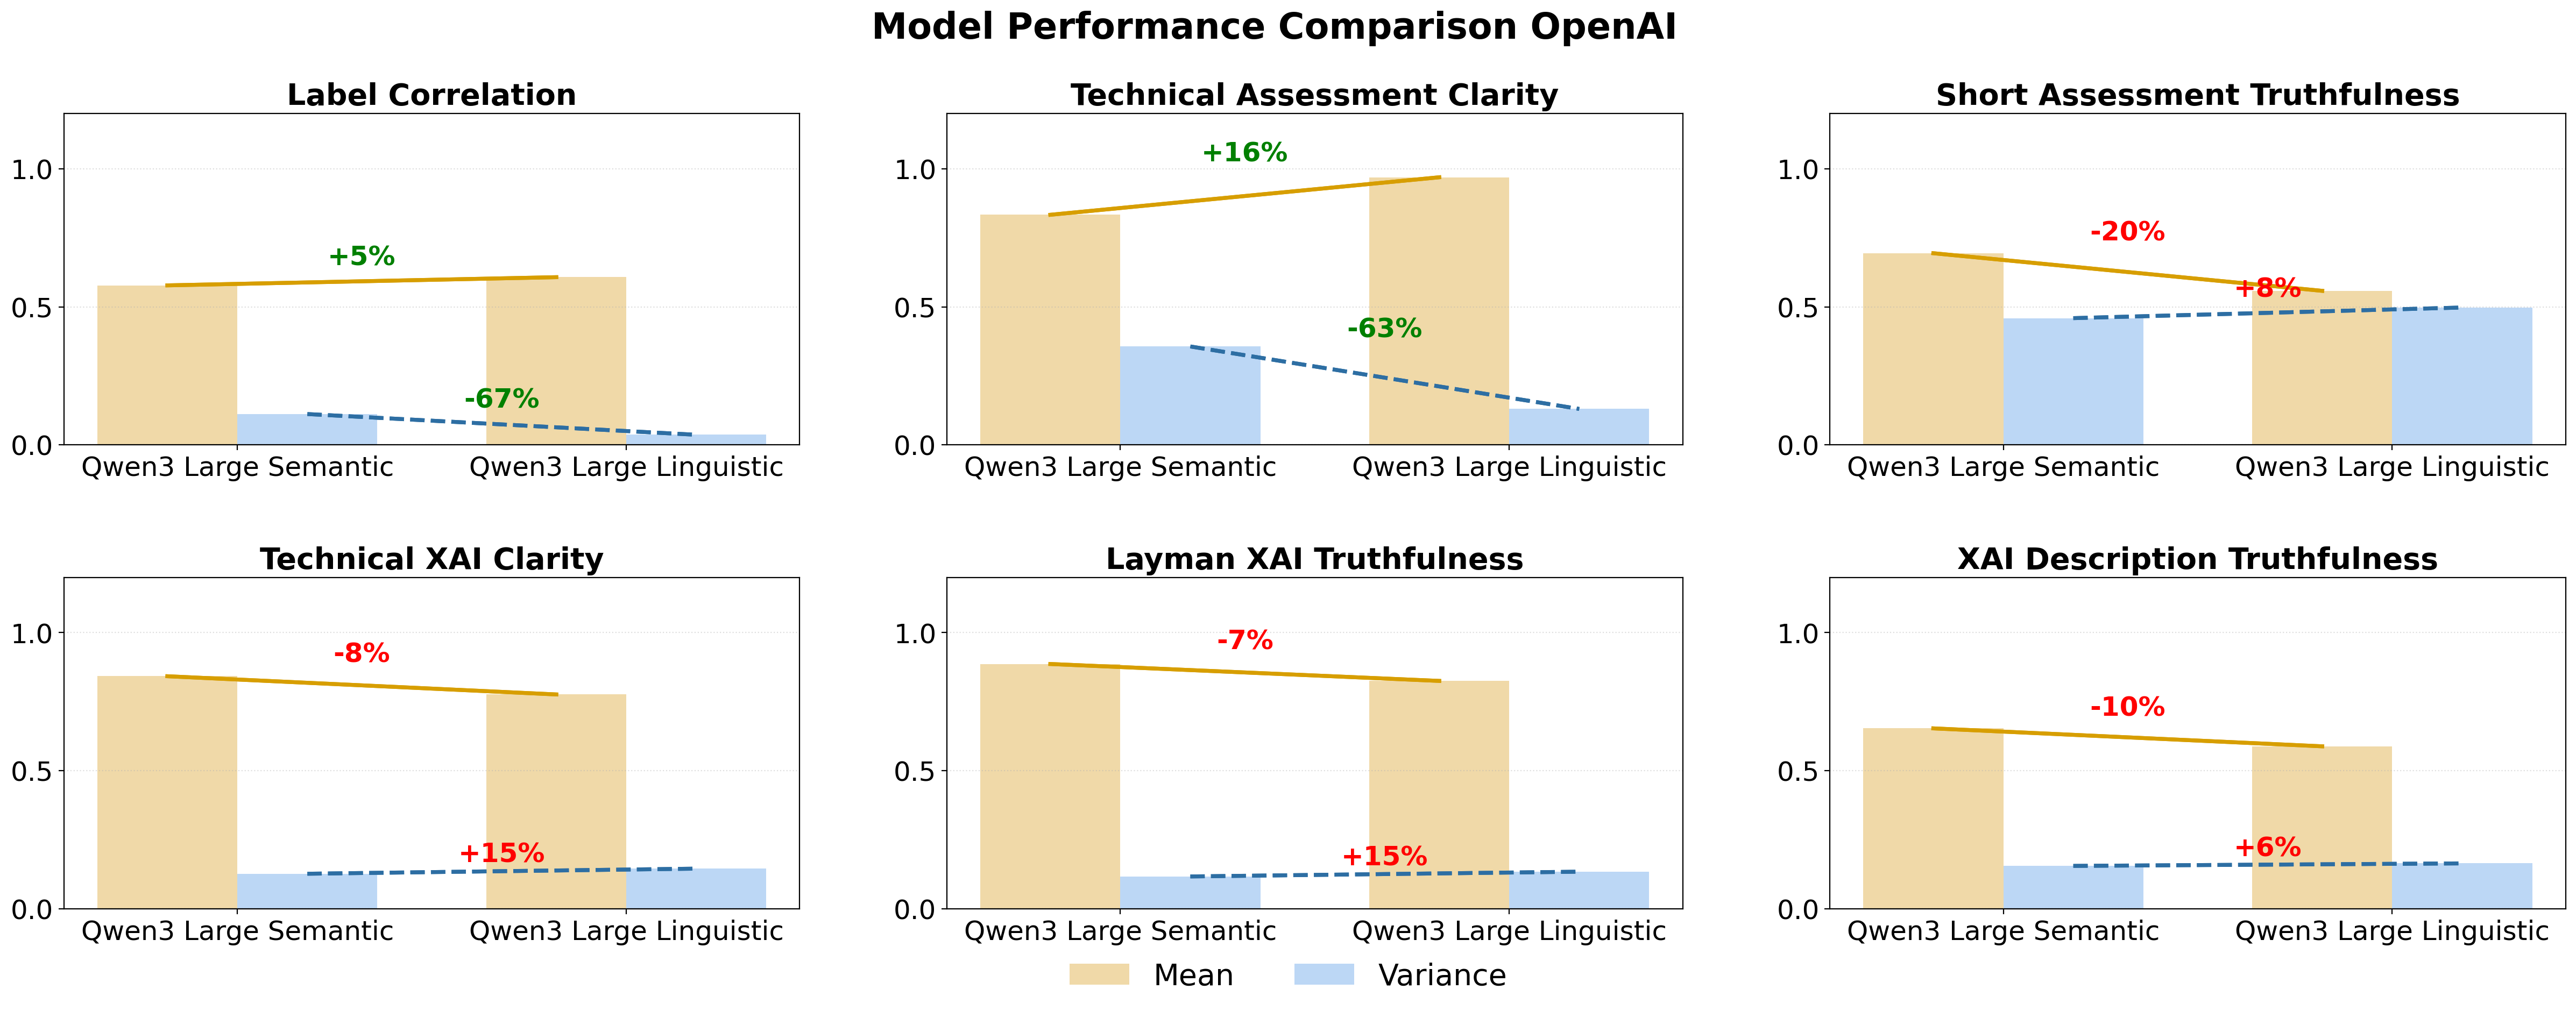 Model Performance Comparison OpenAI
Label Correlation
1.0
0.5
0.0
+5%
-67%
Qwen3 Large Semantic
Qwen3 Large Linguistic
Technical Assessment Clarity
1.0
0.5
0.0
+16%
-63%
Qwen3 Large Semantic
Qwen3 Large Linguistic
Short Assessment Truthfulness
1.0
0.5
0.0
-20%
+8%
Qwen3 Large Semantic
Qwen3 Large Linguistic
Technical XAI Clarity
1.0
0.5
0.0
-8%
+15%
Qwen3 Large Semantic
Qwen3 Large Linguistic
Layman XAI Truthfulness
1.0
0.5
0.0
-7%
+15%
Qwen3 Large Semantic
Qwen3 Large Linguistic
XAI Description Truthfulness
1.0
0.5
0.0
-10%
+6%
Qwen3 Large Semantic
Qwen3 Large Linguistic
Mean
Variance